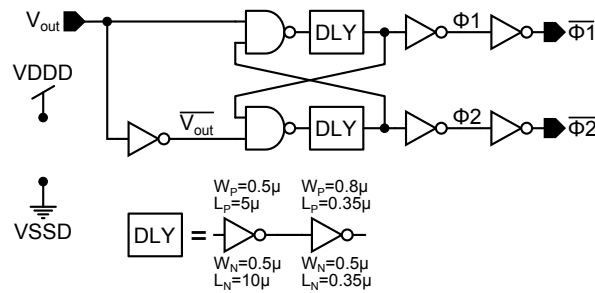 Vout
DLY
Φ1
Φ1
VDDD
Vout
DLY
Φ2
Φ2
VSSD
DLY
=
WP=0.5μ
LP=5μ
WP=0.8μ
LP=0.35μ
WN=0.5μ
LN=10μ
WN=0.5μ
LN=0.35μ